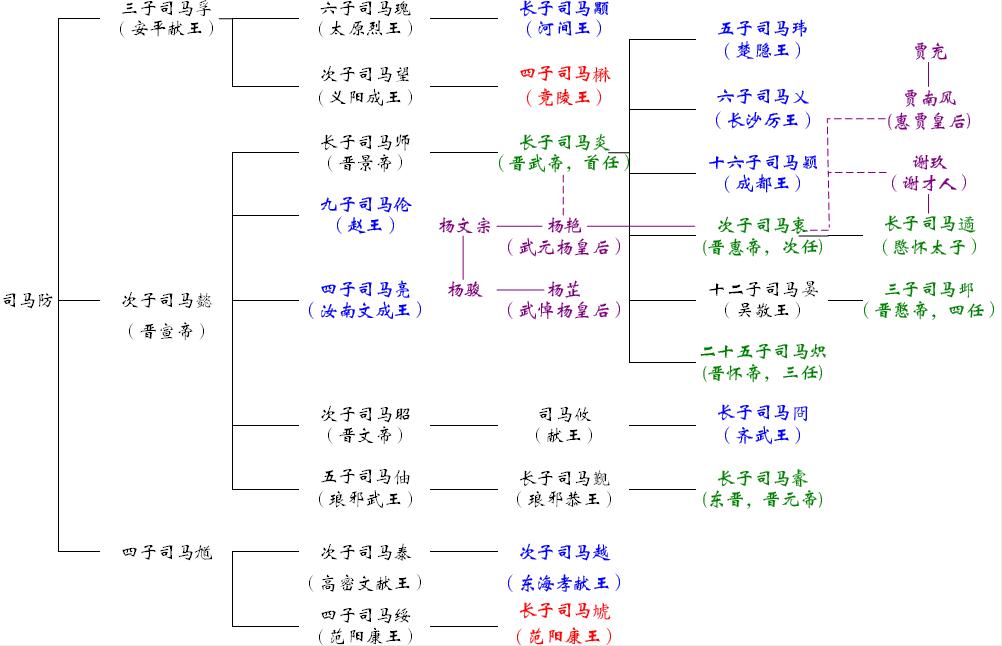 三子司马孚
（安平献王）
六子司马瑰
（太原烈王）
长子司马颙
（河间王）
次子司马望
（义阳成王）
四子司马楙
（竟陵王）
五子司马玮
（楚隐王）
六子司马乂
（长沙厉王）
十六子司马颖
（成都王）
贾充
贾南风
(惠贾皇后)
谢玖
（谢才人）
长子司马师
（晋景帝）
长子司马炎
（晋武帝，首任）
九子司马伦
（赵王）
杨文宗
杨艳
（武元杨皇后）
次子司马衷
（晋惠帝，次任）
长子司马遹
（愍怀太子）
司马防
次子司马懿
（晋宣帝）
四子司马亮
（汝南文成王）
杨骏
杨芷
（武悼杨皇后）
十二子司马晏
（吴敬王）
三子司马邺
（晋愍帝，四任）
二十五子司马炽
(晋怀帝，三任)
次子司马昭
（晋文帝）
司马攸
（献王）
长子司马冏
（齐武王）
五子司马伷
（琅邪武王）
长子司马觐
（琅邪恭王）
长子司马睿
(东晋，晋元帝)
四子司马馗
次子司马泰
（高密文献王）
次子司马越
（东海孝献王）
四子司马绥
（范阳康王）
长子司马虓
（范阳康王）